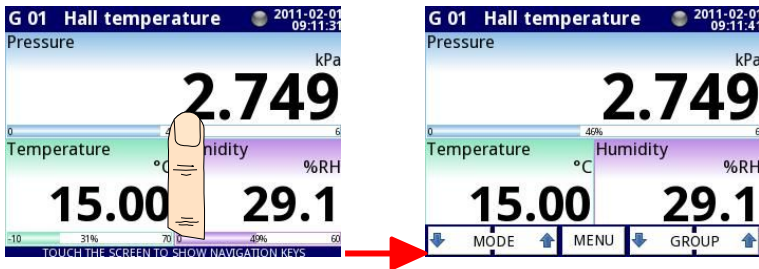 G 01 Hall temperature 2011-02-01
09:11:31
Pressure
kPa
2.749
0 6
Temperature
°C
%RH
15.00 29.1
-10 31% 70 0 49% 60
TOUCH THE SCREEN TO SHOW NAVIGATION KEYS
G 01 Hall temperature 2011-02-01
09:11:41
Pressure
kPa
2.749
0 46% 6
Temperature Humidity
°C %RH
15.00 29.1
MODE MENU GROUP